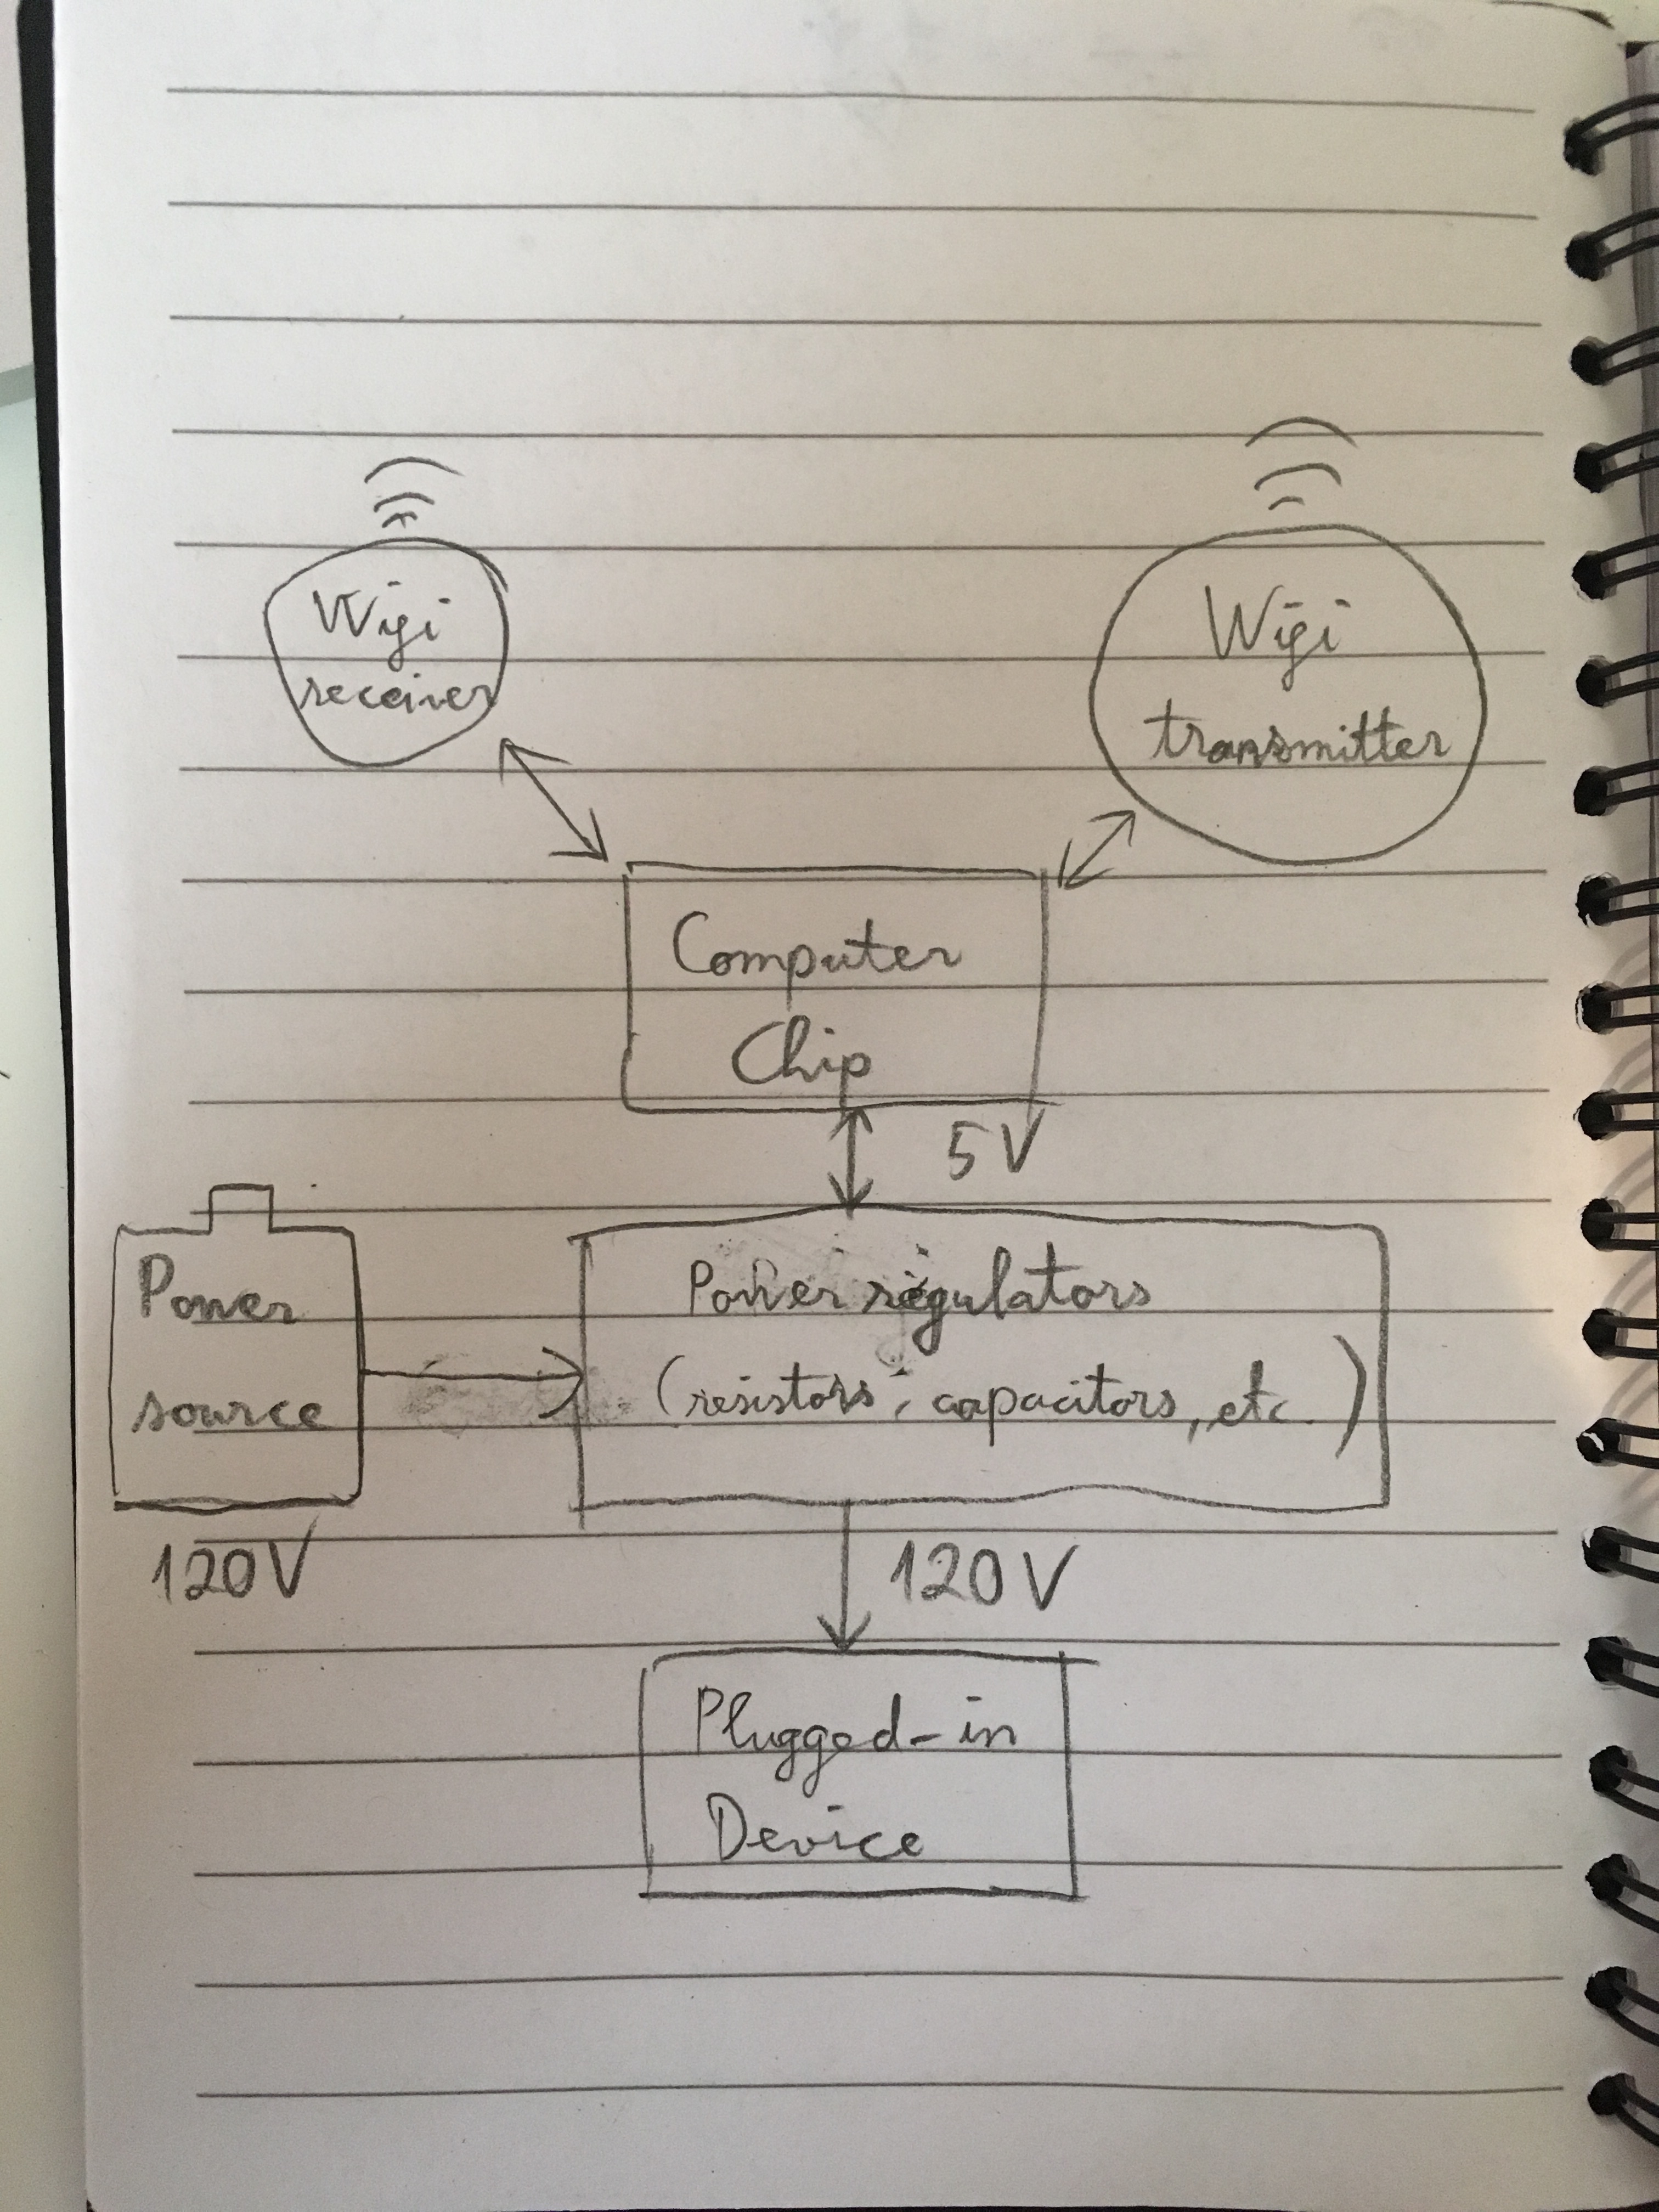 Wifi
receiver
Wifi
transmitter
Computer
Chip
5V
Power
source
120V
Power regulators
(resistors, capacitors, etc.)
120V
Plugged-in
Device